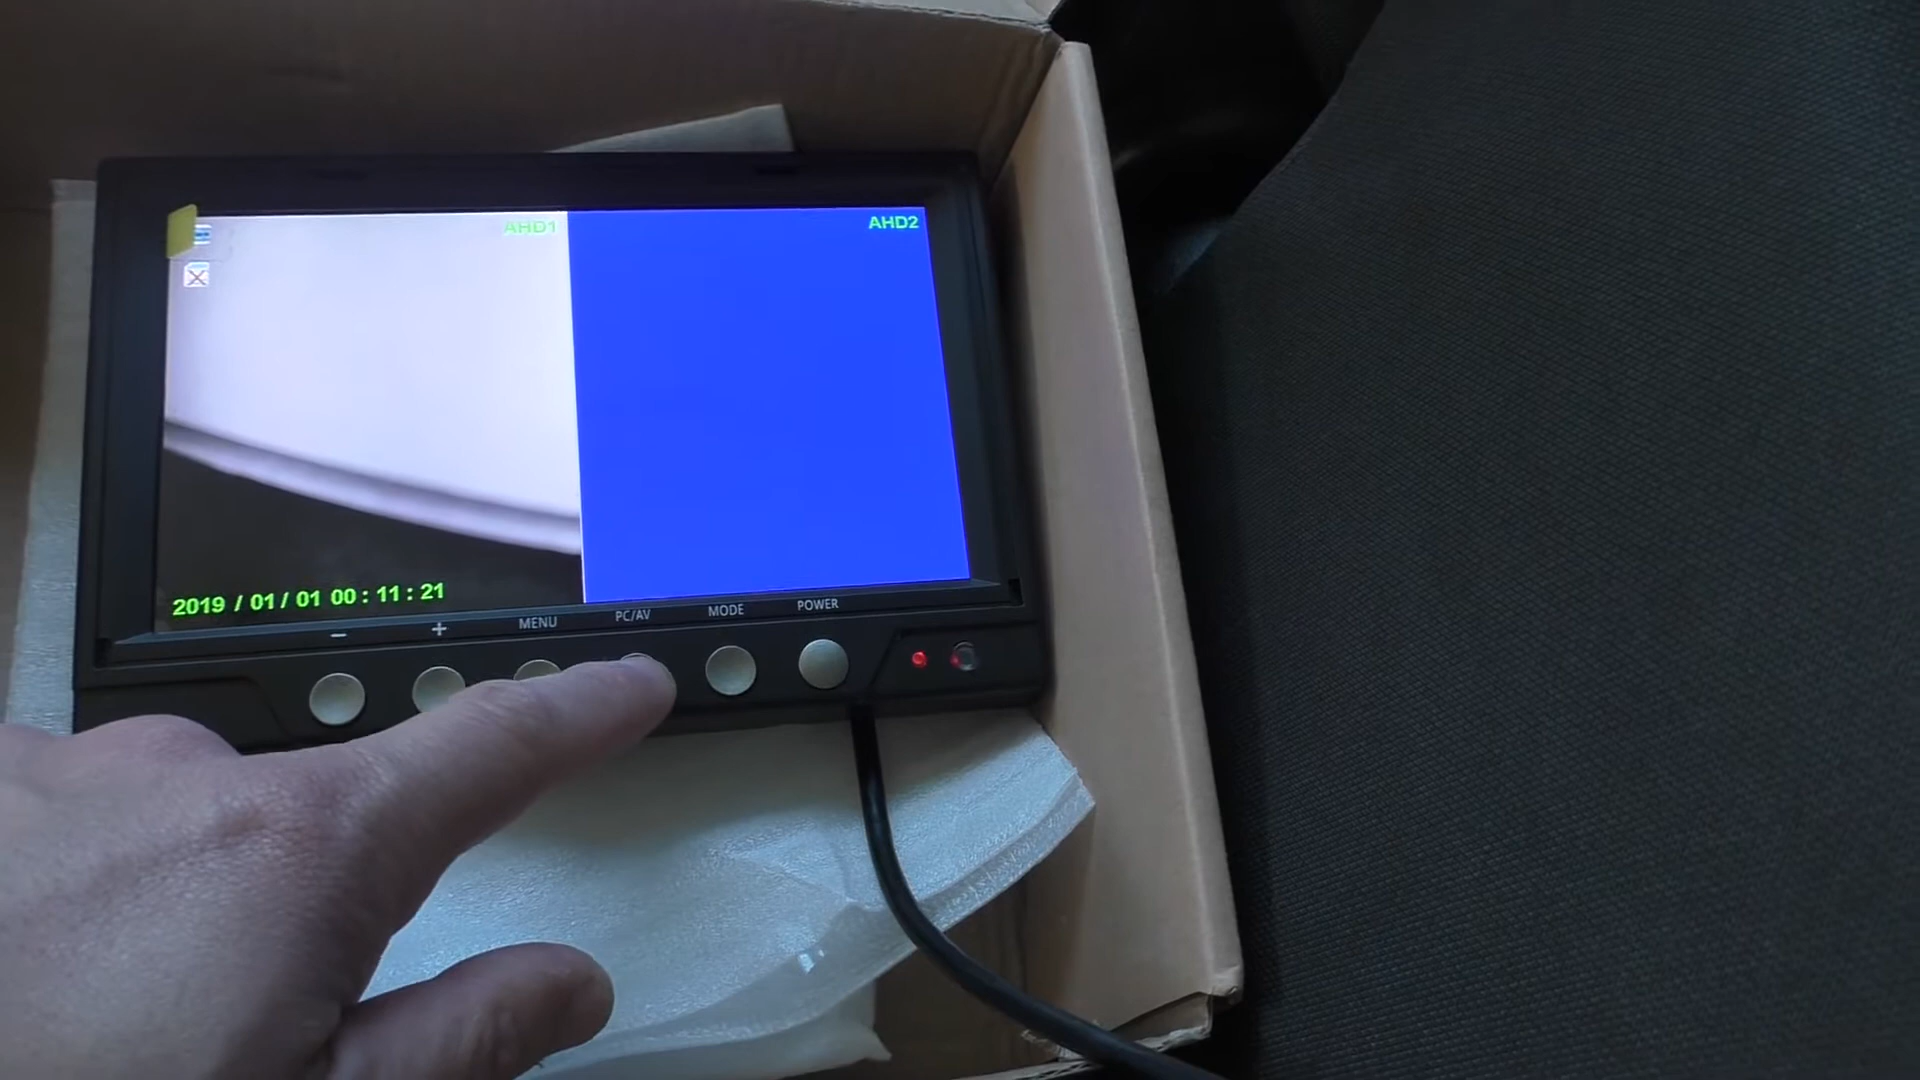 AHD1
AHD2
2019 / 01 / 01 00 : 11 : 21
− + MENU PC/AV MODE POWER